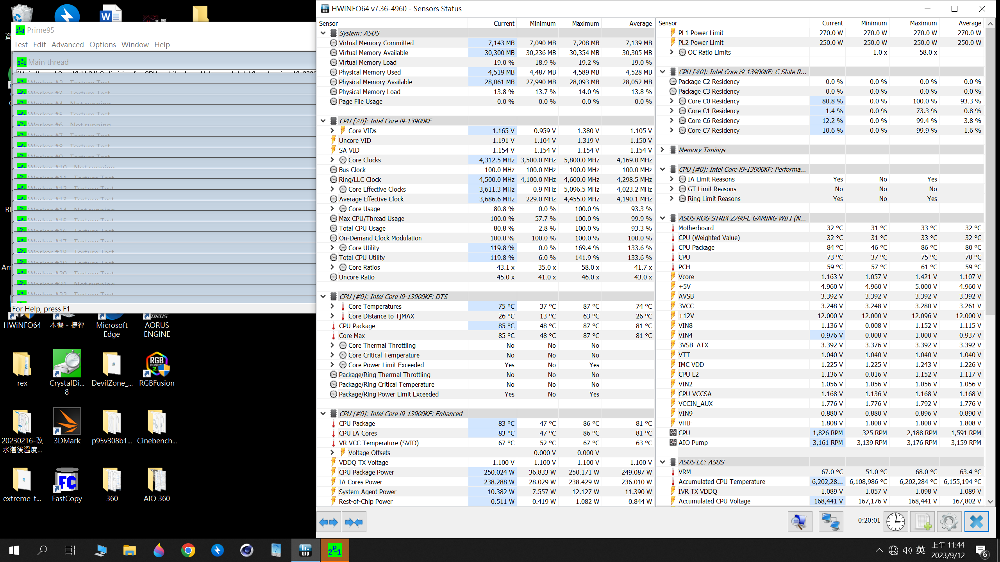 Prime95
Test Edit Advanced Options Window Help
Main thread
Worker #2 - Torture Test
Worker #3 - Torture Test
Worker #4 - Not running
Worker #5 - Torture Test
Worker #6 - Not running
Worker #7 - Torture Test
Worker #8 - Torture Test
Worker #9 - Torture Test
Worker #10 - Not running
Worker #11 - Torture Test
Worker #12 - Torture Test
Worker #13 - Torture Test
Worker #14 - Not running
Worker #15 - Torture Test
Worker #16 - Torture Test
Worker #17 - Torture Test
Worker #18 - Torture Test
Worker #19 - Torture Test
Worker #20 - Torture Test
Worker #21 - Not running
Worker #22 - Torture Test
For Help, press F1
HWiNFO64
本機 - 捷徑
Microsoft Edge
AORUS ENGINE
rex
CrystalDi... 8
DevilZone_...
RGBFusion
20230216-改水道後溫度...
3DMark
p95v308b1...
Cinebench...
extreme_t...
FastCopy
360
AIO 360
HWiNFO64 v7.36-4960 - Sensors Status
Sensor Current Minimum Maximum Average
System: ASUS
Virtual Memory Committed 7,143 MB 7,090 MB 7,208 MB 7,139 MB
Virtual Memory Available 30,300 MB 30,236 MB 30,354 MB 30,305 MB
Virtual Memory Load 19.0 % 18.9 % 19.2 % 19.0 %
Physical Memory Used 4,519 MB 4,487 MB 4,589 MB 4,528 MB
Physical Memory Available 28,061 MB 27,990 MB 28,093 MB 28,052 MB
Physical Memory Load 13.8 % 13.7 % 14.0 % 13.8 %
Page File Usage 0.0 % 0.0 % 0.0 % 0.0 %
CPU [#0]: Intel Core i9-13900KF
Core VIDs 1.165 V 0.959 V 1.380 V 1.105 V
Uncore VID 1.191 V 1.104 V 1.319 V 1.150 V
SA VID 1.154 V 1.154 V 1.154 V 1.154 V
Core Clocks 4,312.5 MHz 3,500.0 MHz 5,800.0 MHz 4,169.0 MHz
Bus Clock 100.0 MHz 100.0 MHz 100.0 MHz 100.0 MHz
Ring/LLC Clock 4,500.0 MHz 4,100.0 MHz 4,600.0 MHz 4,298.5 MHz
Core Effective Clocks 3,611.3 MHz 0.9 MHz 5,096.5 MHz 4,023.2 MHz
Average Effective Clock 3,686.6 MHz 229.0 MHz 4,455.0 MHz 4,190.1 MHz
Core Usage 80.8 % 0.0 % 100.0 % 93.3 %
Max CPU/Thread Usage 100.0 % 57.7 % 100.0 % 99.9 %
Total CPU Usage 80.8 % 2.8 % 100.0 % 93.3 %
On-Demand Clock Modulation 100.0 % 100.0 % 100.0 % 100.0 %
Core Utility 119.8 % 0.0 % 169.4 % 133.6 %
Total CPU Utility 119.8 % 6.0 % 141.9 % 133.6 %
Core Ratios 43.1 x 35.0 x 58.0 x 41.7 x
Uncore Ratio 45.0 x 41.0 x 46.0 x 43.0 x
CPU [#0]: Intel Core i9-13900KF: DTS
Core Temperatures 75 °C 37 °C 87 °C 74 °C
Core Distance to TjMAX 26 °C 13 °C 63 °C 26 °C
CPU Package 85 °C 48 °C 87 °C 81 °C
Core Max 85 °C 48 °C 87 °C 81 °C
Core Thermal Throttling No No No
Core Critical Temperature No No No
Core Power Limit Exceeded Yes No Yes
Package/Ring Thermal Throttling No No No
Package/Ring Critical Temperature No No No
Package/Ring Power Limit Exceeded Yes No Yes
CPU [#0]: Intel Core i9-13900KF: Enhanced
CPU Package 83 °C 47 °C 86 °C 81 °C
CPU IA Cores 83 °C 47 °C 86 °C 81 °C
VR VCC Temperature (SVID) 67 °C 52 °C 67 °C 63 °C
Voltage Offsets 0.000 V 0.000 V
VDDQ TX Voltage 1.100 V 1.100 V 1.100 V 1.100 V
CPU Package Power 250.024 W 36.833 W 250.171 W 249.087 W
IA Cores Power 238.288 W 28.029 W 238.429 W 236.010 W
System Agent Power 10.382 W 7.557 W 12.127 W 11.390 W
Rest-of-Chip Power 0.511 W 0.419 W 1.082 W 0.844 W
Sensor Current Minimum Maximum Average
PL1 Power Limit 270.0 W 270.0 W 270.0 W 270.0 W
PL2 Power Limit 250.0 W 250.0 W 250.0 W 250.0 W
OC Ratio Limits 1.0 x 58.0 x
CPU [#0]: Intel Core i9-13900KF: C-State R...
Package C2 Residency 0.0 % 0.0 % 0.0 % 0.0 %
Package C3 Residency 0.0 % 0.0 % 0.0 % 0.0 %
Core C0 Residency 80.8 % 0.0 % 100.0 % 93.3 %
Core C1 Residency 1.4 % 0.0 % 73.3 % 0.8 %
Core C6 Residency 12.2 % 0.0 % 99.4 % 3.8 %
Core C7 Residency 10.6 % 0.0 % 99.9 % 1.6 %
Memory Timings
CPU [#0]: Intel Core i9-13900KF: Performa...
IA Limit Reasons Yes No Yes
GT Limit Reasons No No No
Ring Limit Reasons Yes No Yes
ASUS ROG STRIX Z790-E GAMING WIFI (N...
Motherboard 32 °C 31 °C 33 °C 32 °C
CPU (Weighted Value) 32 °C 31 °C 33 °C 32 °C
CPU Package 84 °C 46 °C 86 °C 80 °C
CPU 73 °C 37 °C 75 °C 70 °C
PCH 59 °C 57 °C 61 °C 59 °C
Vcore 1.163 V 1.057 V 1.421 V 1.107 V
+5V 4.960 V 4.960 V 5.000 V 4.960 V
AVSB 3.392 V 3.392 V 3.392 V 3.392 V
3VCC 3.248 V 3.248 V 3.280 V 3.261 V
+12V 12.000 V 12.000 V 12.096 V 12.000 V
VIN8 1.136 V 0.008 V 1.152 V 1.115 V
VIN4 0.976 V 0.008 V 1.000 V 0.937 V
3VSB_ATX 3.392 V 3.376 V 3.392 V 3.392 V
VTT 1.040 V 1.040 V 1.040 V 1.040 V
IMC VDD 1.225 V 1.225 V 1.243 V 1.226 V
CPU L2 1.136 V 0.016 V 1.152 V 1.117 V
VIN2 1.056 V 1.056 V 1.056 V 1.056 V
CPU VCCSA 1.168 V 1.136 V 1.168 V 1.168 V
VCCIN_AUX 1.776 V 1.776 V 1.792 V 1.776 V
VIN9 0.880 V 0.880 V 0.896 V 0.890 V
VHIF 1.808 V 1.808 V 1.808 V 1.808 V
CPU 1,826 RPM 325 RPM 2,188 RPM 1,591 RPM
AIO Pump 3,161 RPM 3,139 RPM 3,176 RPM 3,159 RPM
ASUS EC: ASUS
VRM 67.0 °C 51.0 °C 68.0 °C 63.4 °C
Accumulated CPU Temperature 6,202,28... 6,108,986 °C 6,202,284 °C 6,155,194 °C
IVR TX VDDQ 1.089 V 1.057 V 1.098 V 1.089 V
Accumulated CPU Voltage 168,441 V 167,176 V 168,441 V 167,802 V
0:20:01
英
上午 11:44
2023/9/12
6